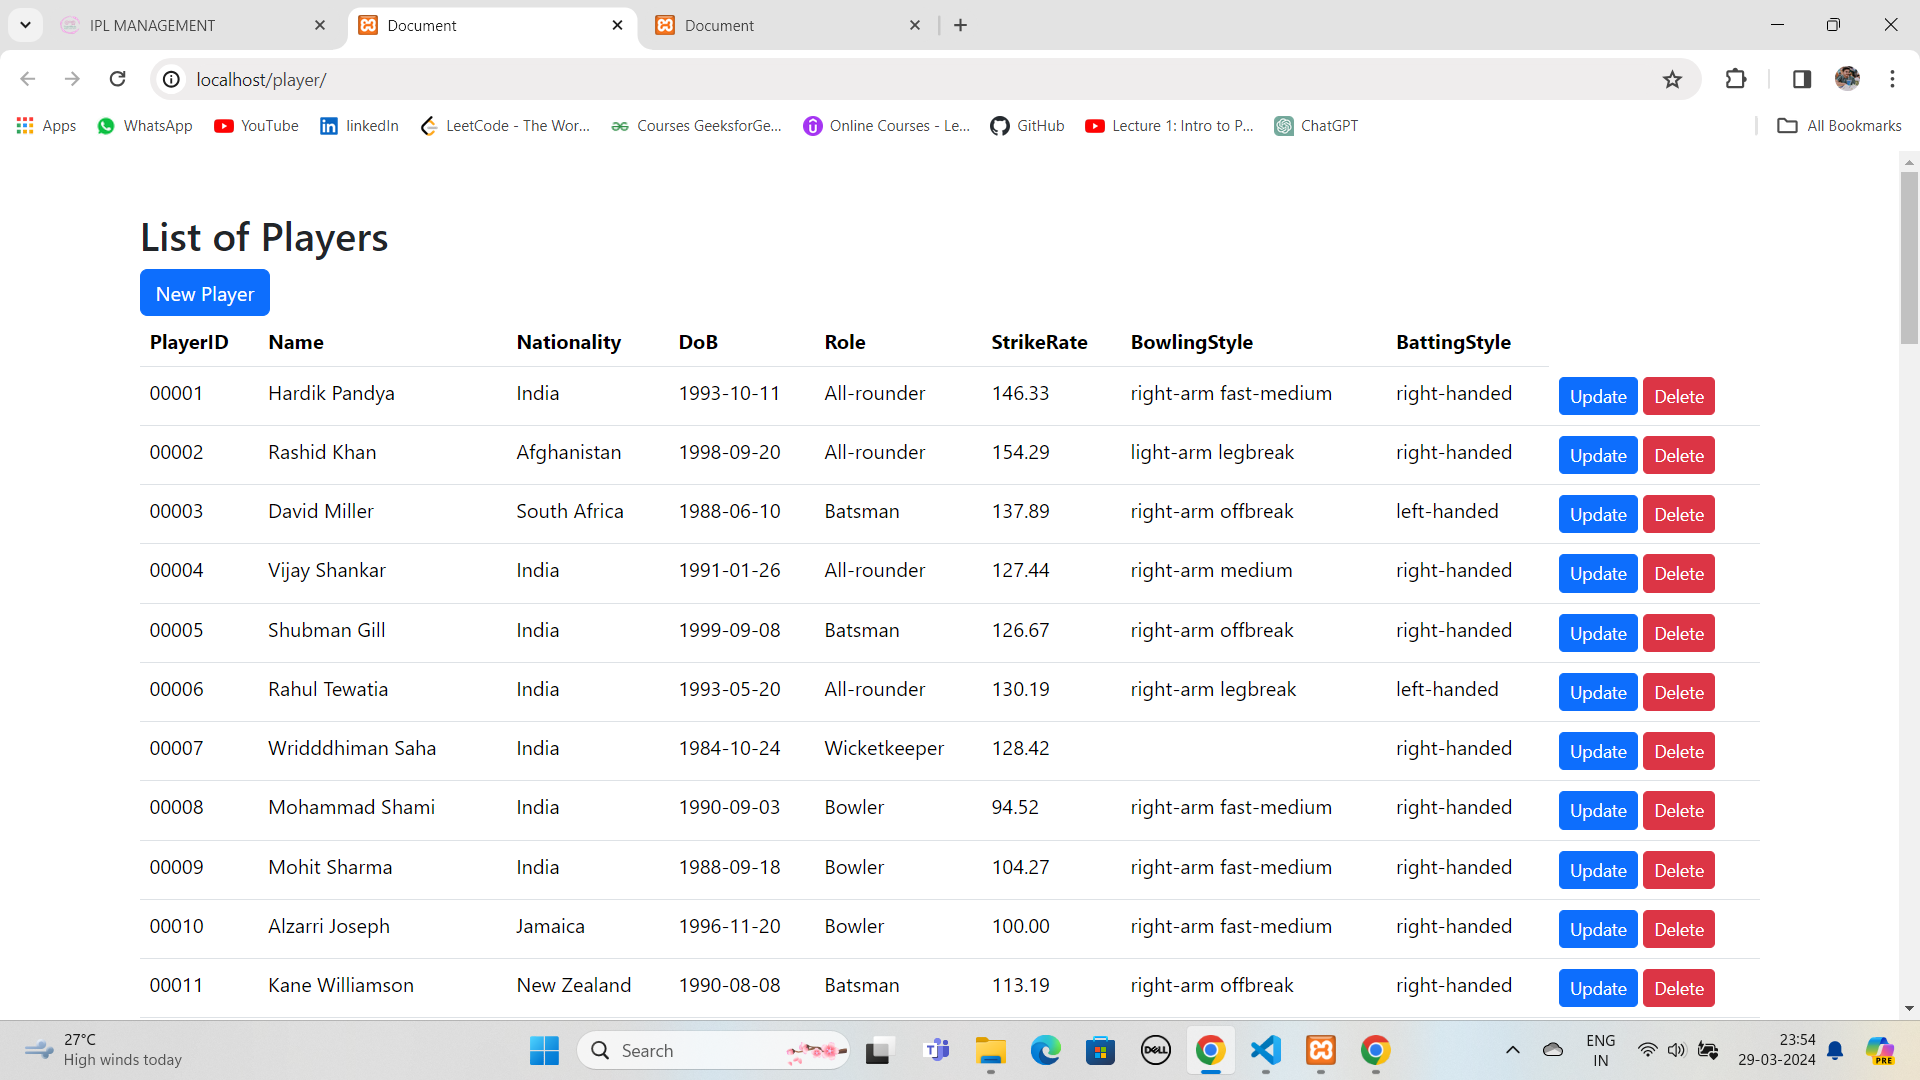 IPL MANAGEMENT
Document
Document
localhost/player/
Apps WhatsApp YouTube linkedIn LeetCode - The Wor... Courses GeeksforGe... Online Courses - Le... GitHub Lecture 1: Intro to P... ChatGPT All Bookmarks
List of Players
New Player
PlayerID Name Nationality DoB Role StrikeRate BowlingStyle BattingStyle
00001 Hardik Pandya India 1993-10-11 All-rounder 146.33 right-arm fast-medium right-handed Update Delete
00002 Rashid Khan Afghanistan 1998-09-20 All-rounder 154.29 light-arm legbreak right-handed Update Delete
00003 David Miller South Africa 1988-06-10 Batsman 137.89 right-arm offbreak left-handed Update Delete
00004 Vijay Shankar India 1991-01-26 All-rounder 127.44 right-arm medium right-handed Update Delete
00005 Shubman Gill India 1999-09-08 Batsman 126.67 right-arm offbreak right-handed Update Delete
00006 Rahul Tewatia India 1993-05-20 All-rounder 130.19 right-arm legbreak left-handed Update Delete
00007 Wridddhiman Saha India 1984-10-24 Wicketkeeper 128.42 right-handed Update Delete
00008 Mohammad Shami India 1990-09-03 Bowler 94.52 right-arm fast-medium right-handed Update Delete
00009 Mohit Sharma India 1988-09-18 Bowler 104.27 right-arm fast-medium right-handed Update Delete
00010 Alzarri Joseph Jamaica 1996-11-20 Bowler 100.00 right-arm fast-medium right-handed Update Delete
00011 Kane Williamson New Zealand 1990-08-08 Batsman 113.19 right-arm offbreak right-handed Update Delete
27°C
High winds today
Search
DELL
ENG
IN
23:54
29-03-2024
PRE